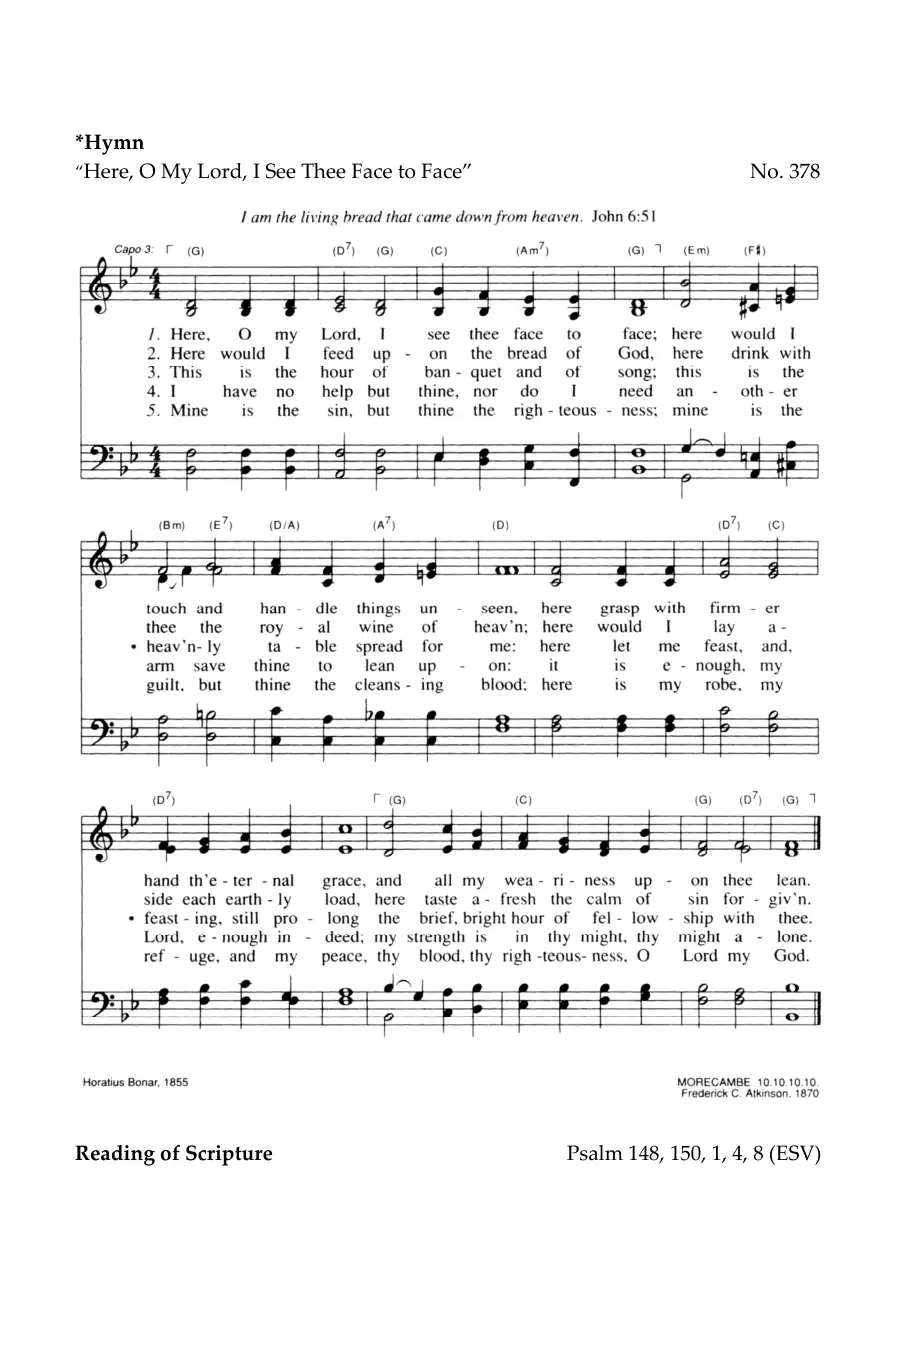 *Hymn
“Here, O My Lord, I See Thee Face to Face” No. 378
I am the living bread that came down from heaven. John 6:51
Capo 3: (G) (D7) (G) (C) (Am7) (G) (Em) (F♯)
1. Here, O my Lord, I see thee face to face; here would I
2. Here would I feed up - on the bread of God, here drink with
3. This is the hour of ban - quet and of song; this is the
4. I have no help but thine, nor do I need an - oth - er
5. Mine is the sin, but thine the righ - teous - ness; mine is the
(Bm) (E7) (D/A) (A7) (D) (D7) (C)
touch and han - dle things un - seen, here grasp with firm - er
thee the roy - al wine of heav'n; here would I lay a -
• heav'n- ly ta - ble spread for me: here let me feast, and,
arm save thine to lean up - on: it is e - nough, my
guilt, but thine the cleans - ing blood; here is my robe, my
(D7) (G) (C) (G) (D7) (G)
hand th'e - ter - nal grace, and all my wea - ri - ness up - on thee lean.
side each earth - ly load, here taste a - fresh the calm of sin for - giv'n.
• feast - ing, still pro - long the brief, bright hour of fel - low - ship with thee.
Lord, e - nough in - deed; my strength is in thy might, thy might a - lone.
ref - uge, and my peace, thy blood, thy righ -teous- ness, O Lord my God.
Horatius Bonar, 1855 MORECAMBE 10.10.10.10.
Frederick C. Atkinson, 1870
Reading of Scripture Psalm 148, 150, 1, 4, 8 (ESV)